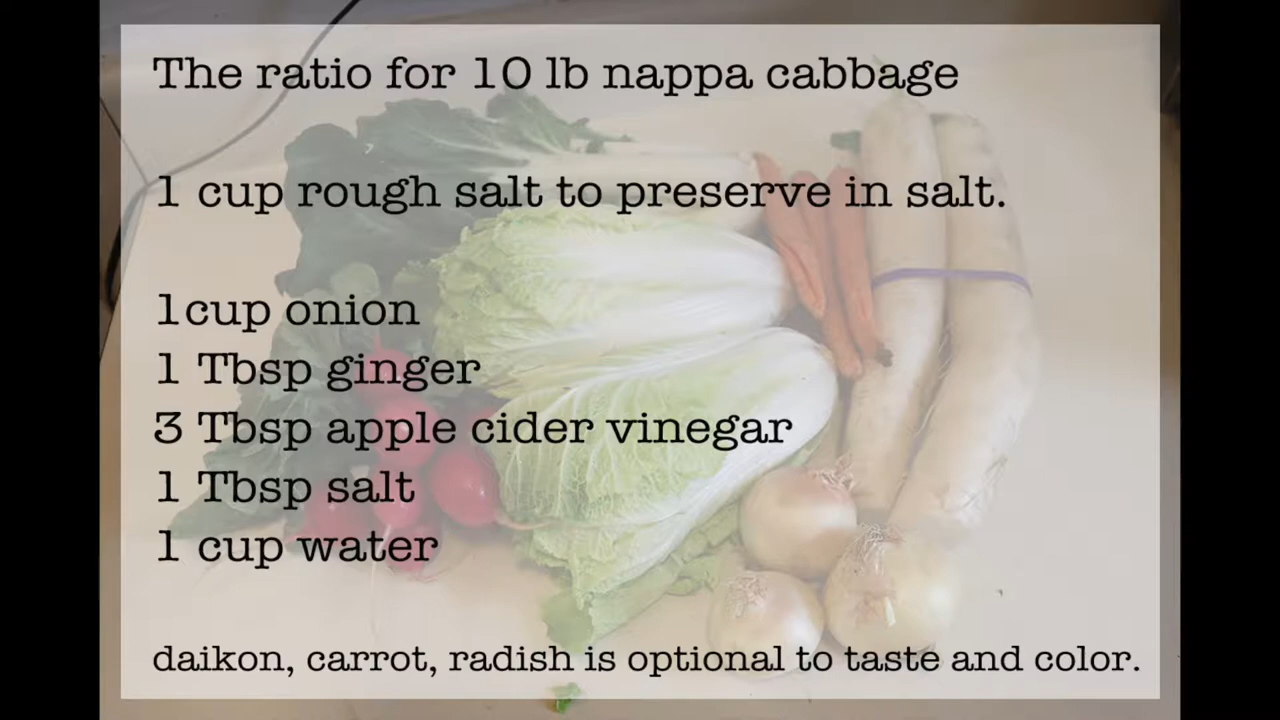 The ratio for 10 lb nappa cabbage
1 cup rough salt to preserve in salt.
1cup onion
1 Tbsp ginger
3 Tbsp apple cider vinegar
1 Tbsp salt
1 cup water
daikon, carrot, radish is optional to taste and color.